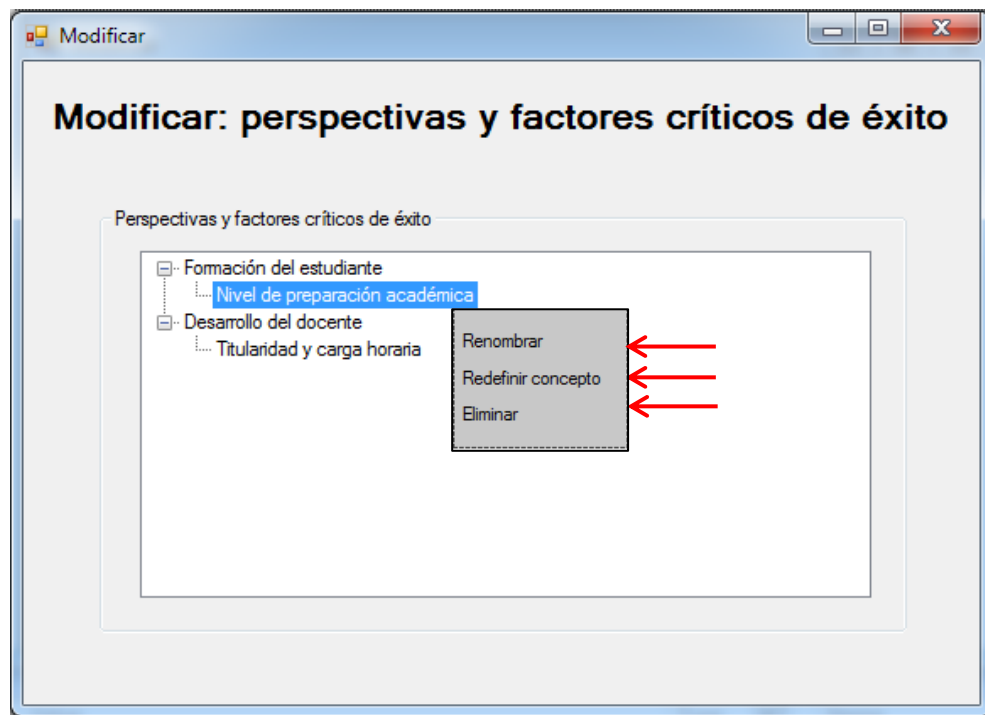 Modificar
Modificar: perspectivas y factores críticos de éxito
Perspectivas y factores críticos de éxito
Formación del estudiante
Nivel de preparación académica
Desarrollo del docente
Titularidad y carga horaria
Renombrar
Redefinir concepto
Eliminar